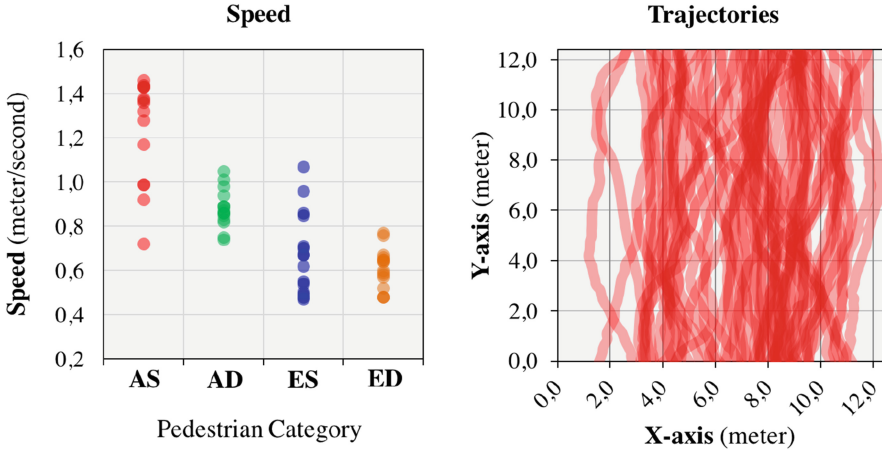 Speed
1,6
1,4
1,2
1,0
0,8
0,6
0,4
0,2
Speed (meter/second)
AS AD ES ED
Pedestrian Category
Trajectories
12,0
10,0
8,0
6,0
4,0
2,0
0,0
Y-axis (meter)
0,0 2,0 4,0 6,0 8,0 10,0 12,0
X-axis (meter)